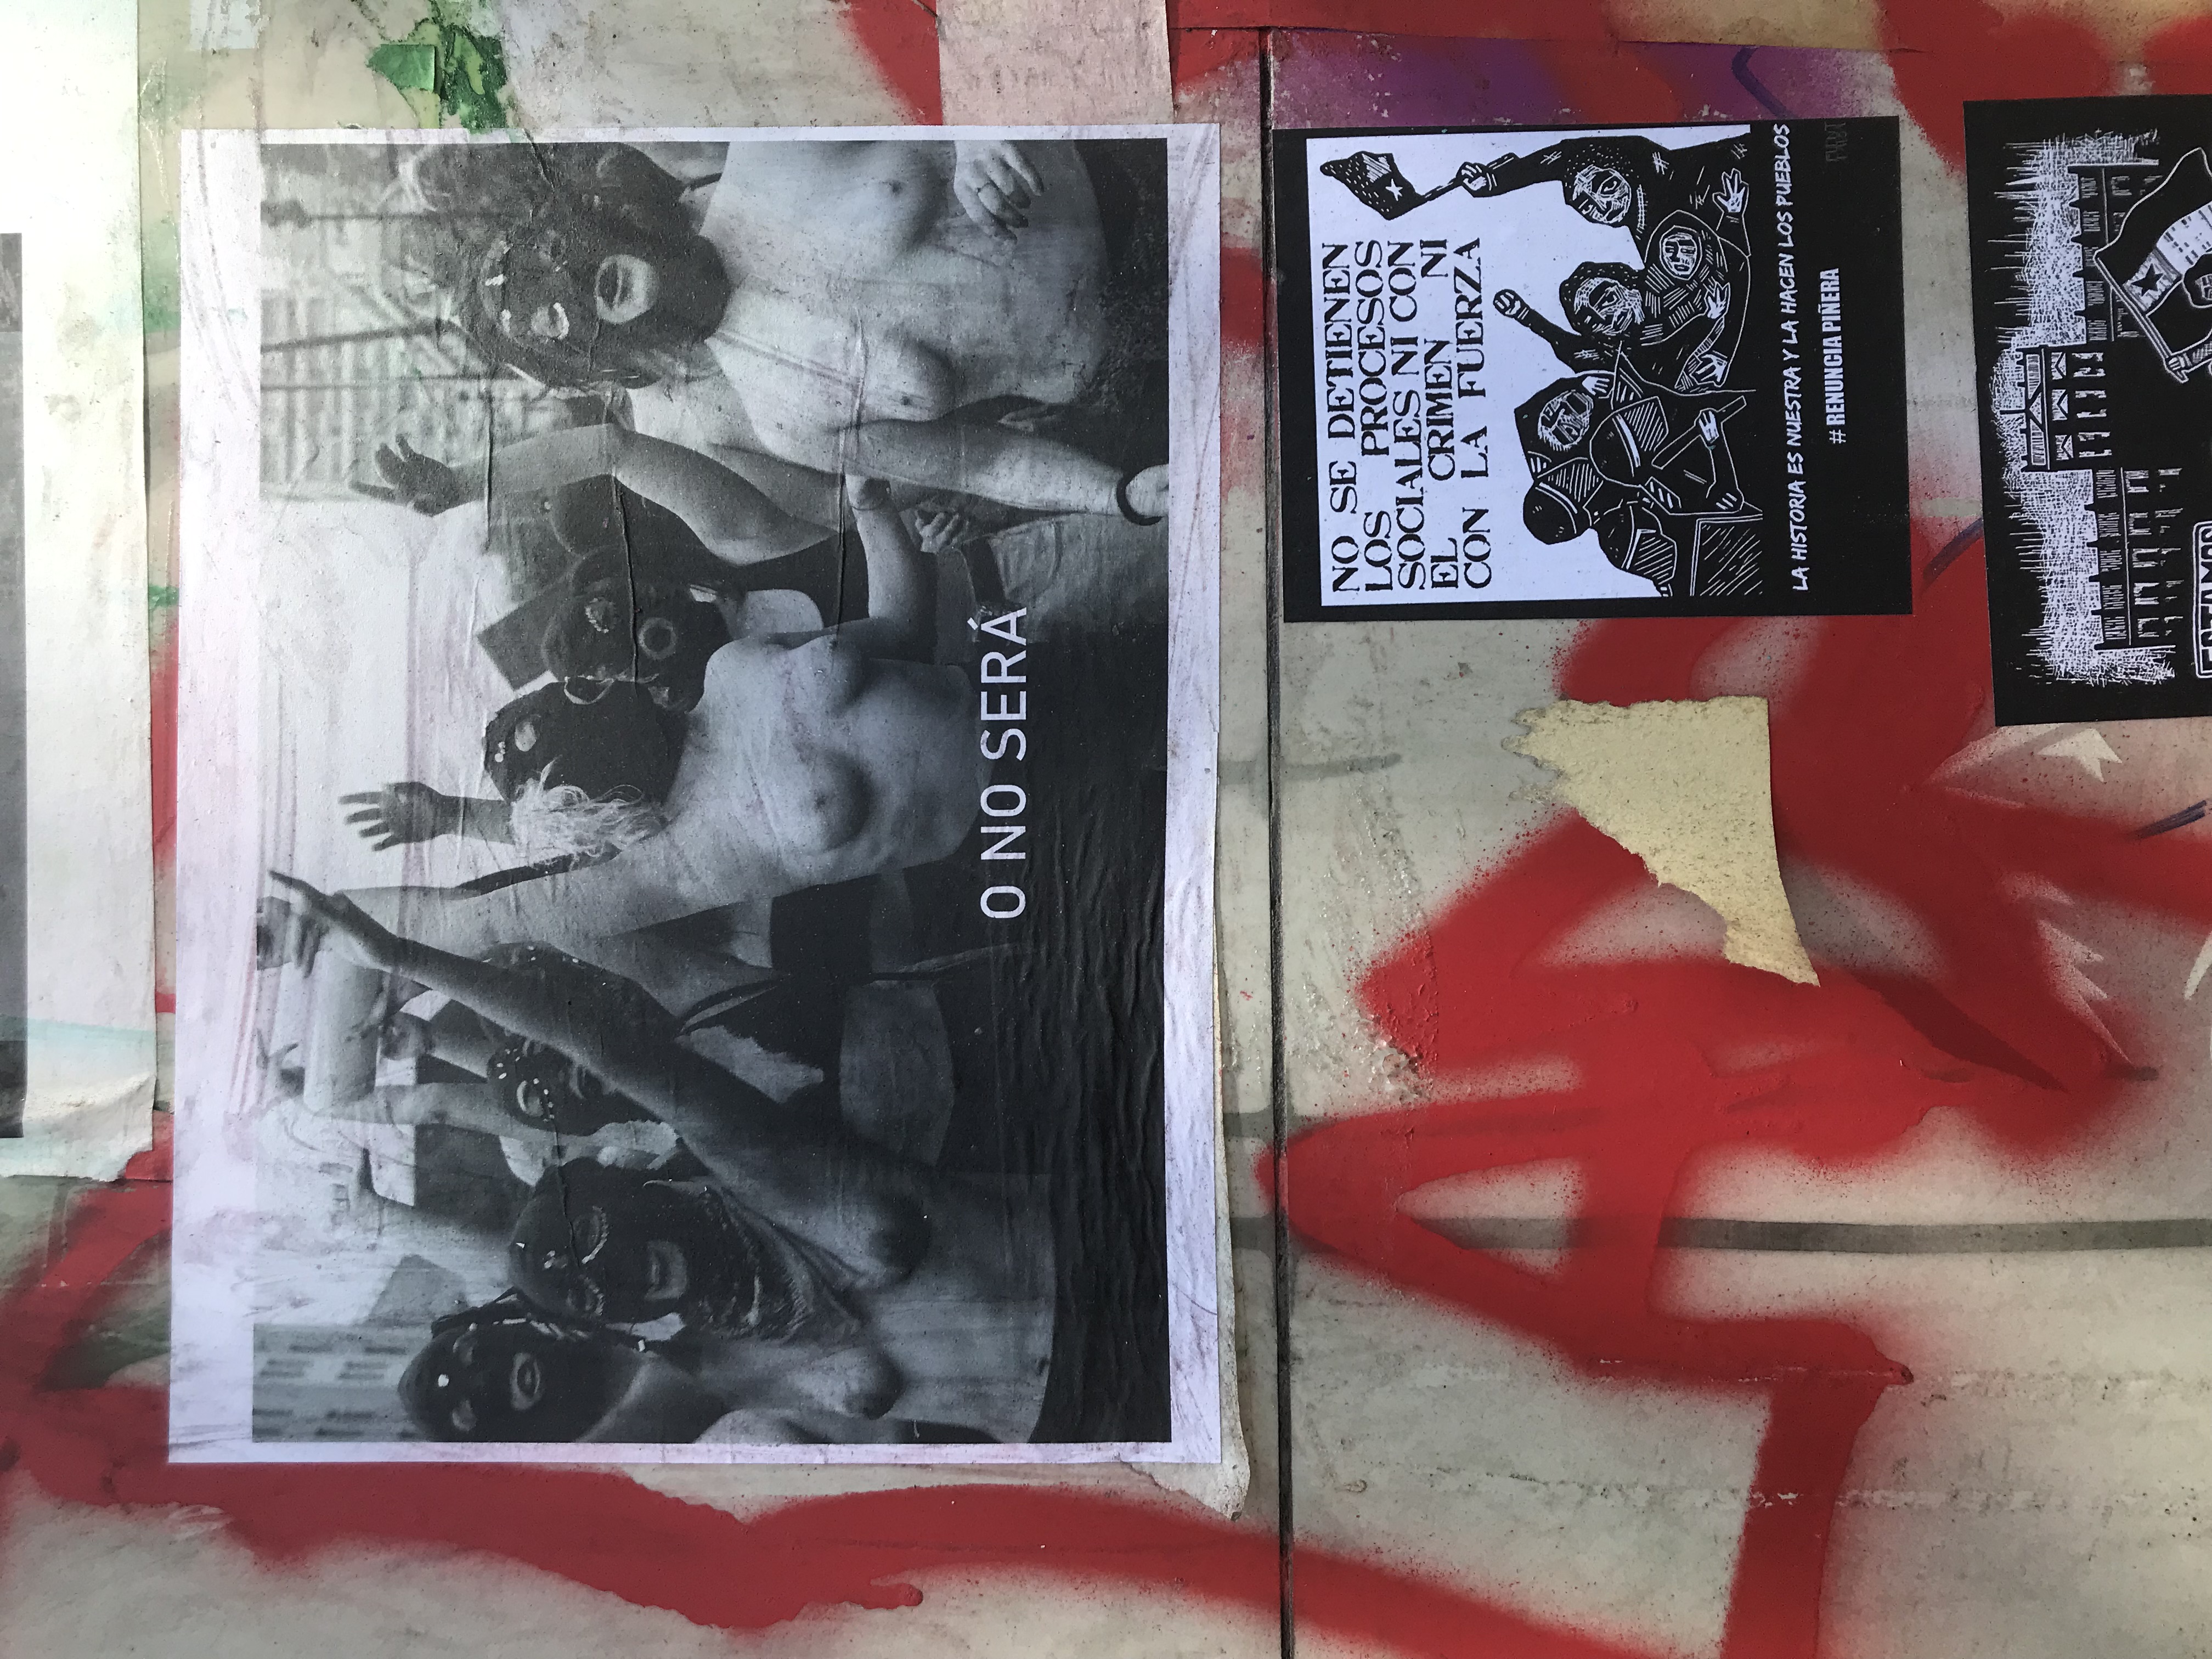 O NO SERÁ
NO SE DETIENEN
LOS PROCESOS
SOCIALES NI CON
EL CRIMEN NI
CON LA FUERZA
LA HISTORIA ES NUESTRA Y LA HACEN LOS PUEBLOS
# RENUNCIA PIÑERA
ESTAMOS